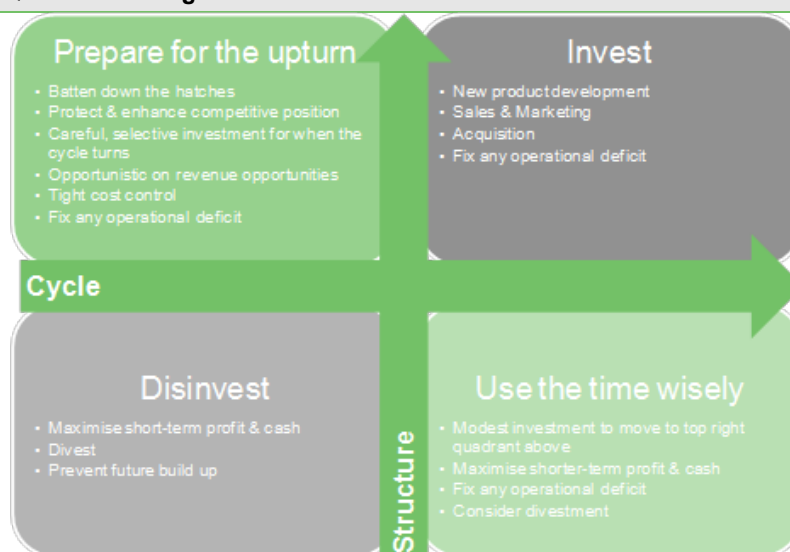 Prepare for the upturn
• Batten down the hatches
• Protect & enhance competitive position
• Careful, selective investment for when the
cycle turns
• Opportunistic on revenue opportunities
• Tight cost control
• Fix any operational deficit
Invest
• New product development
• Sales & Marketing
• Acquisition
• Fix any operational deficit
Cycle
Disinvest
• Maximise short-term profit & cash
• Divest
• Prevent future build up
Structure
Use the time wisely
• Modest investment to move to top right
quadrant above
• Maximise shorter-term profit & cash
• Fix any operational deficit
• Consider divestment